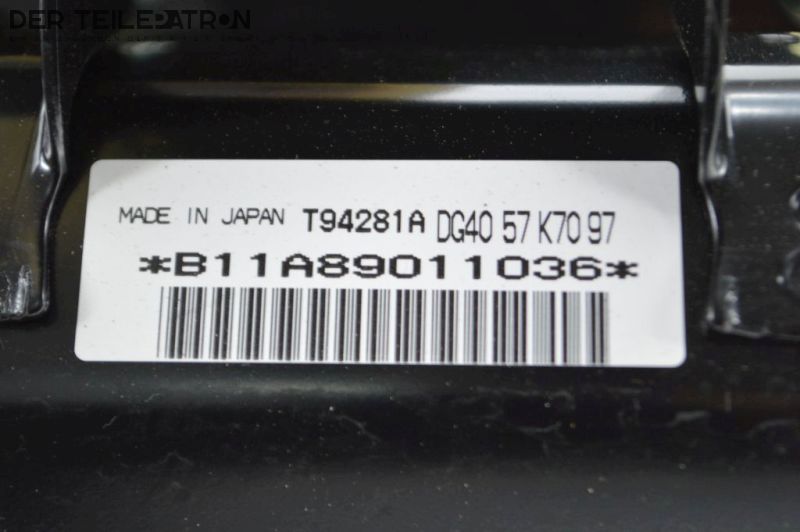 DER TEILEPATRON
MADE IN JAPAN T94281A DG40 57 K70 97
*B11A89011036*